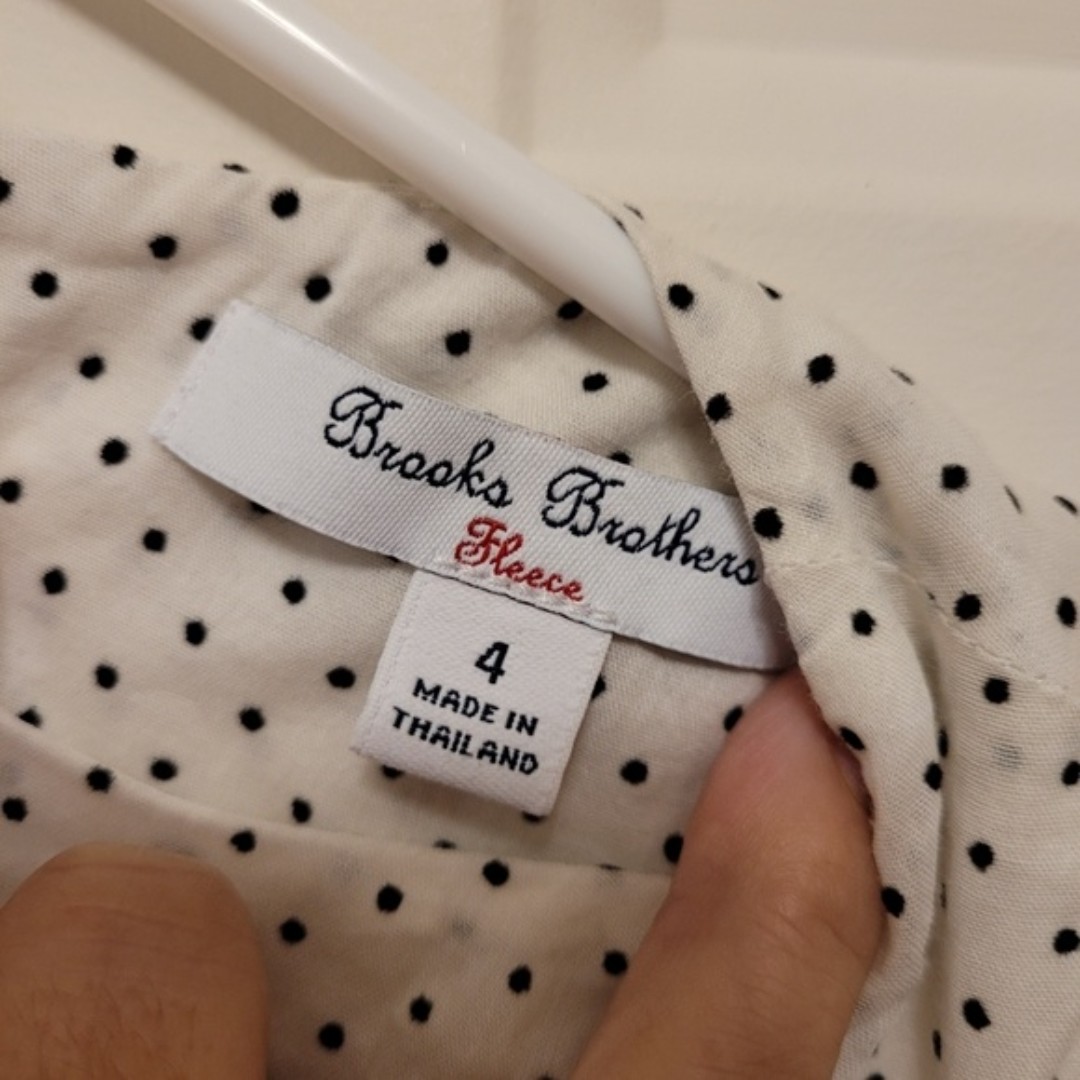 Brooks Brothers
Fleece
4
MADE IN
THAILAND